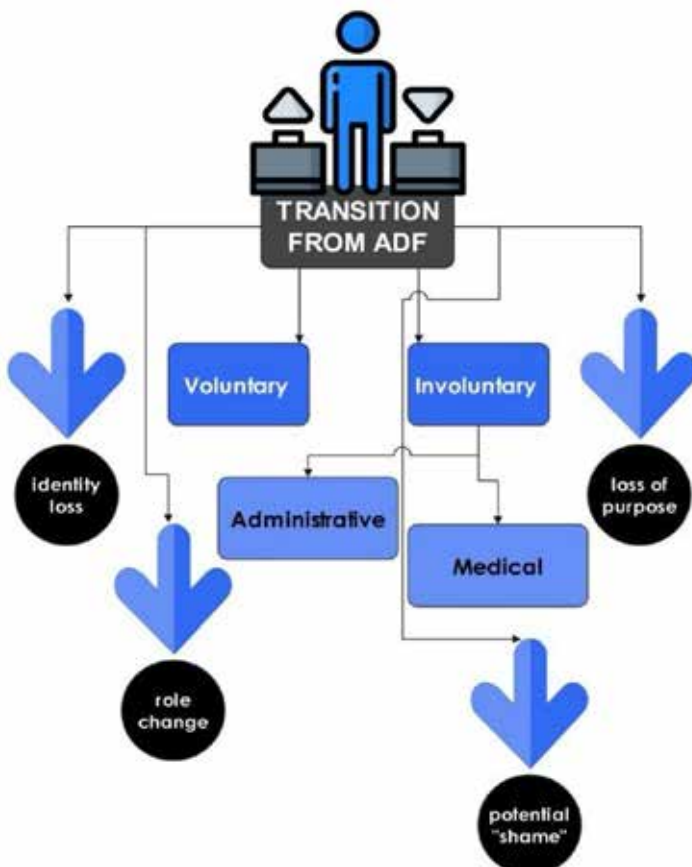 TRANSITION
FROM ADF
Voluntary
Involuntary
identity
loss
loss of
purpose
Administrative
Medical
role
change
potential
"shame"